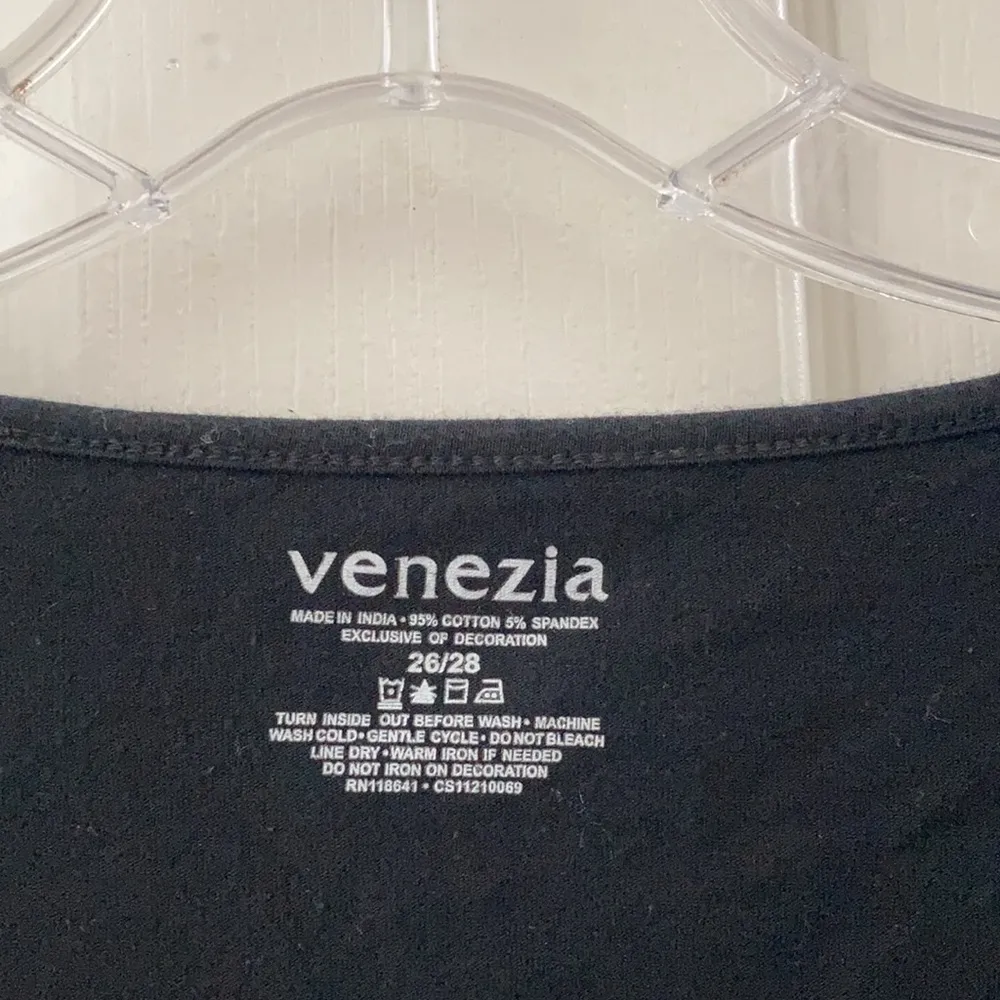 venezia
MADE IN INDIA • 95% COTTON 5% SPANDEX
EXCLUSIVE OF DECORATION
26/28
TURN INSIDE OUT BEFORE WASH • MACHINE
WASH COLD • GENTLE CYCLE • DO NOT BLEACH
LINE DRY • WARM IRON IF NEEDED
DO NOT IRON ON DECORATION
RN118641 • CS11210069